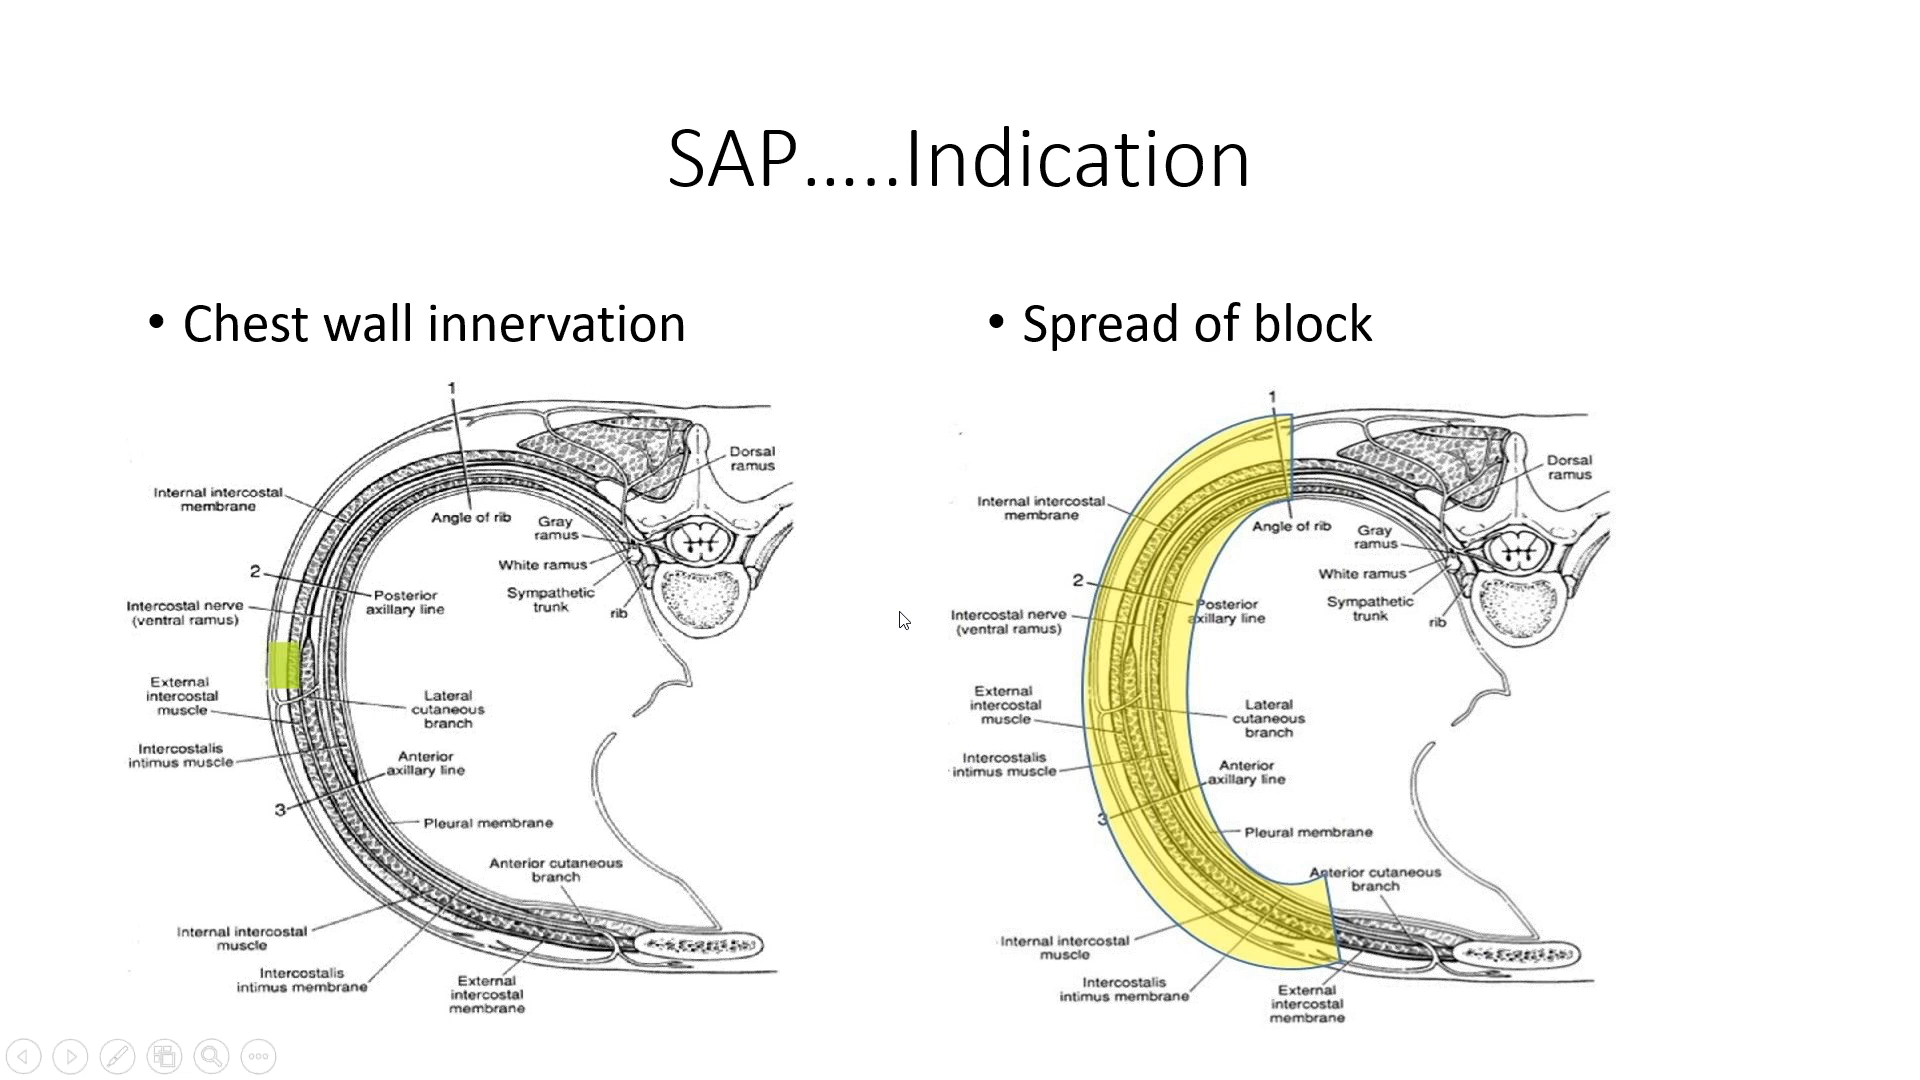 SAP.....Indication
• Chest wall innervation
1
Dorsal
ramus
Internal intercostal
membrane
Angle of rib
Gray
ramus
White ramus
2
Posterior
axillary line
Sympathetic
trunk
rib
Intercostal nerve
(ventral ramus)
External
intercostal
muscle
Lateral
cutaneous
branch
Intercostalis
intimus muscle
Anterior
axillary line
3
Pleural membrane
Anterior cutaneous
branch
Internal intercostal
muscle
Intercostalis
intimus membrane
External
intercostal
membrane
• Spread of block
1
Dorsal
ramus
Internal intercostal
membrane
Angle of rib
Gray
ramus
White ramus
2
Posterior
axillary line
Sympathetic
trunk
rib
Intercostal nerve
(ventral ramus)
External
intercostal
muscle
Lateral
cutaneous
branch
Intercostalis
intimus muscle
Anterior
axillary line
3
Pleural membrane
Anterior cutaneous
branch
Internal intercostal
muscle
Intercostalis
intimus membrane
External
intercostal
membrane